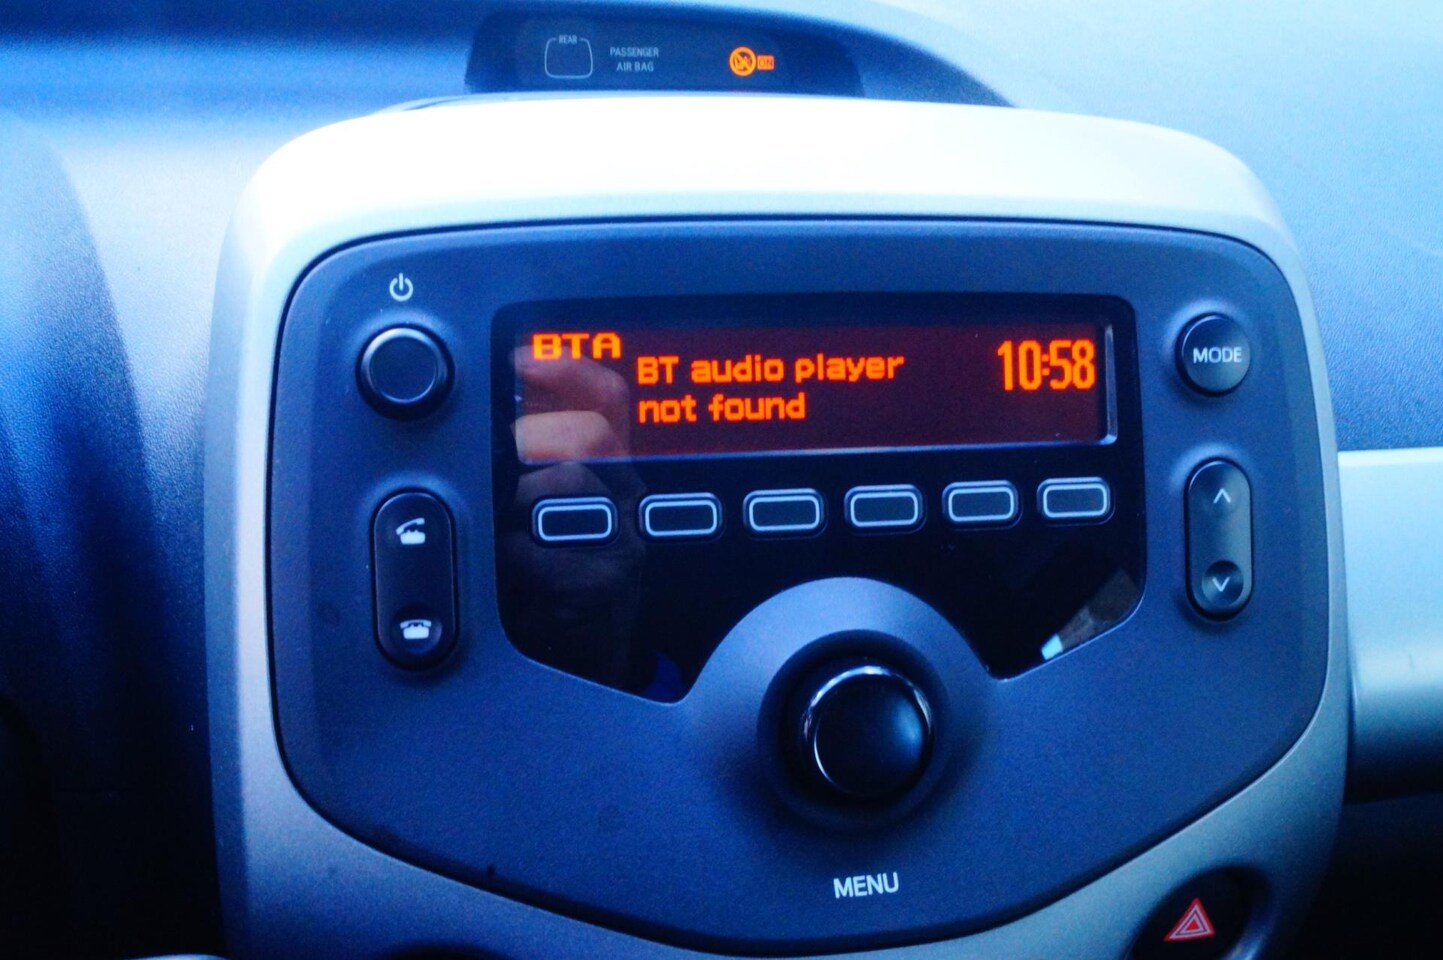 REAR
PASSENGER
AIR BAG
ON
BTA
BT audio player
not found
10:58
MODE
MENU